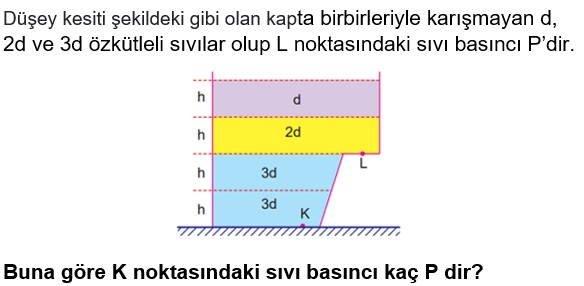 Düşey kesiti şekildeki gibi olan kapta birbirleriyle karışmayan d,
2d ve 3d özkütleli sıvılar olup L noktasındaki sıvı basıncı P’dir.
h d
h 2d
L
h 3d
h 3d
K
Buna göre K noktasındaki sıvı basıncı kaç P dir?